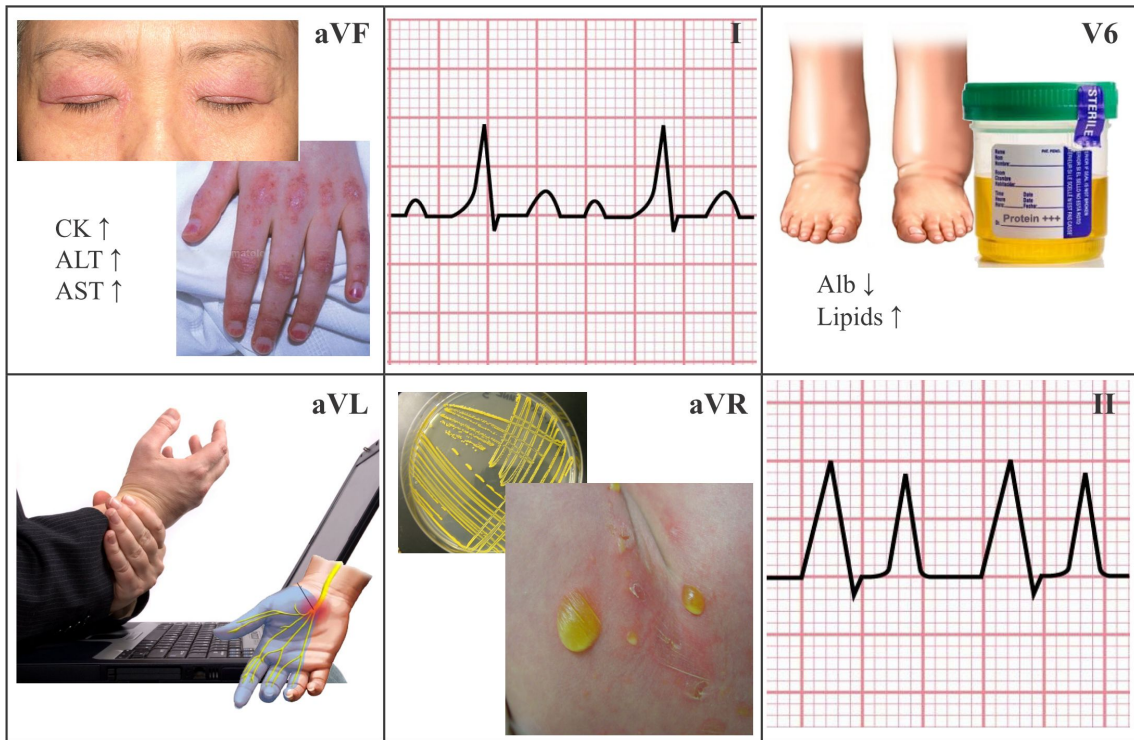 aVF
CK ↑
ALT ↑
AST ↑
I
V6
STERILE
Protein +++
Alb ↓
Lipids ↑
aVL
aVR
II